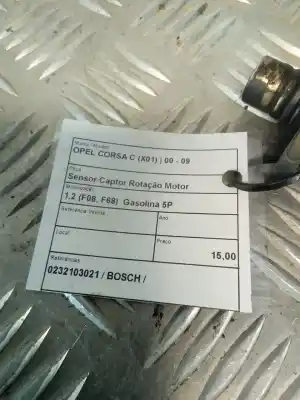 Marca / Modelo
OPEL CORSA C (X01) | 00 - 09
Peça
Sensor Captor Rotação Motor
1.2 (F08, F68) Gasolina 5P
Referência Interna
Ano
Local
Preço
15,00
Referências
0232103021 / BOSCH /